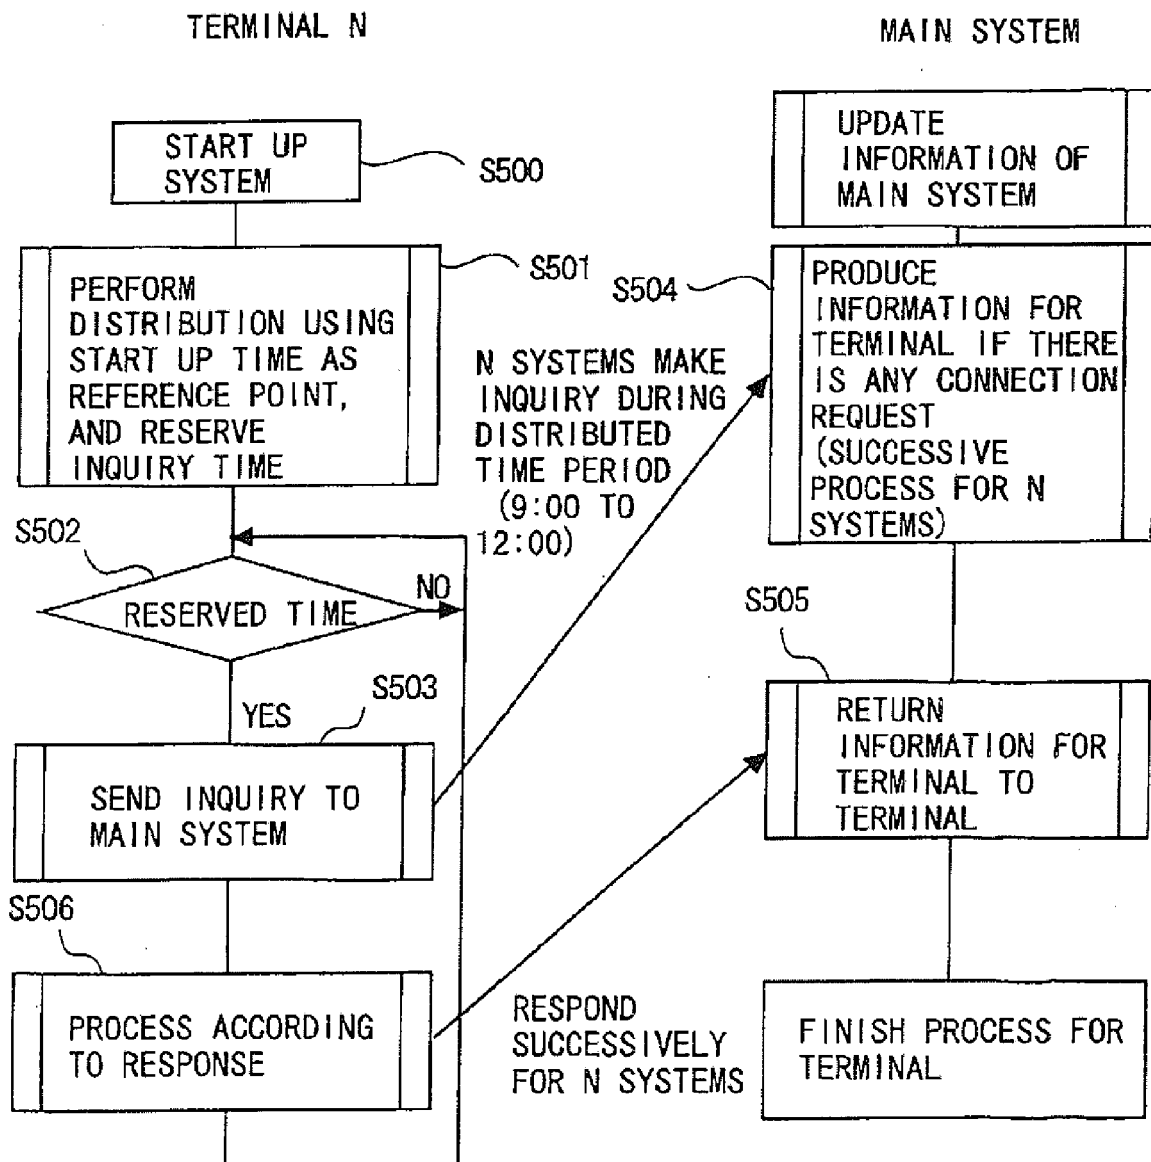 TERMINAL N
MAIN SYSTEM
START UP
SYSTEM
S500
PERFORM
DISTRIBUTION USING
START UP TIME AS
REFERENCE POINT,
AND RESERVE
INQUIRY TIME
S501
S502
RESERVED TIME
NO
YES
S503
SEND INQUIRY TO
MAIN SYSTEM
S506
PROCESS ACCORDING
TO RESPONSE
N SYSTEMS MAKE
INQUIRY DURING
DISTRIBUTED
TIME PERIOD
(9:00 TO
12:00)
RESPOND
SUCCESSIVELY
FOR N SYSTEMS
UPDATE
INFORMATION OF
MAIN SYSTEM
S504
PRODUCE
INFORMATION FOR
TERMINAL IF THERE
IS ANY CONNECTION
REQUEST
(SUCCESSIVE
PROCESS FOR N
SYSTEMS)
S505
RETURN
INFORMATION FOR
TERMINAL TO
TERMINAL
FINISH PROCESS FOR
TERMINAL